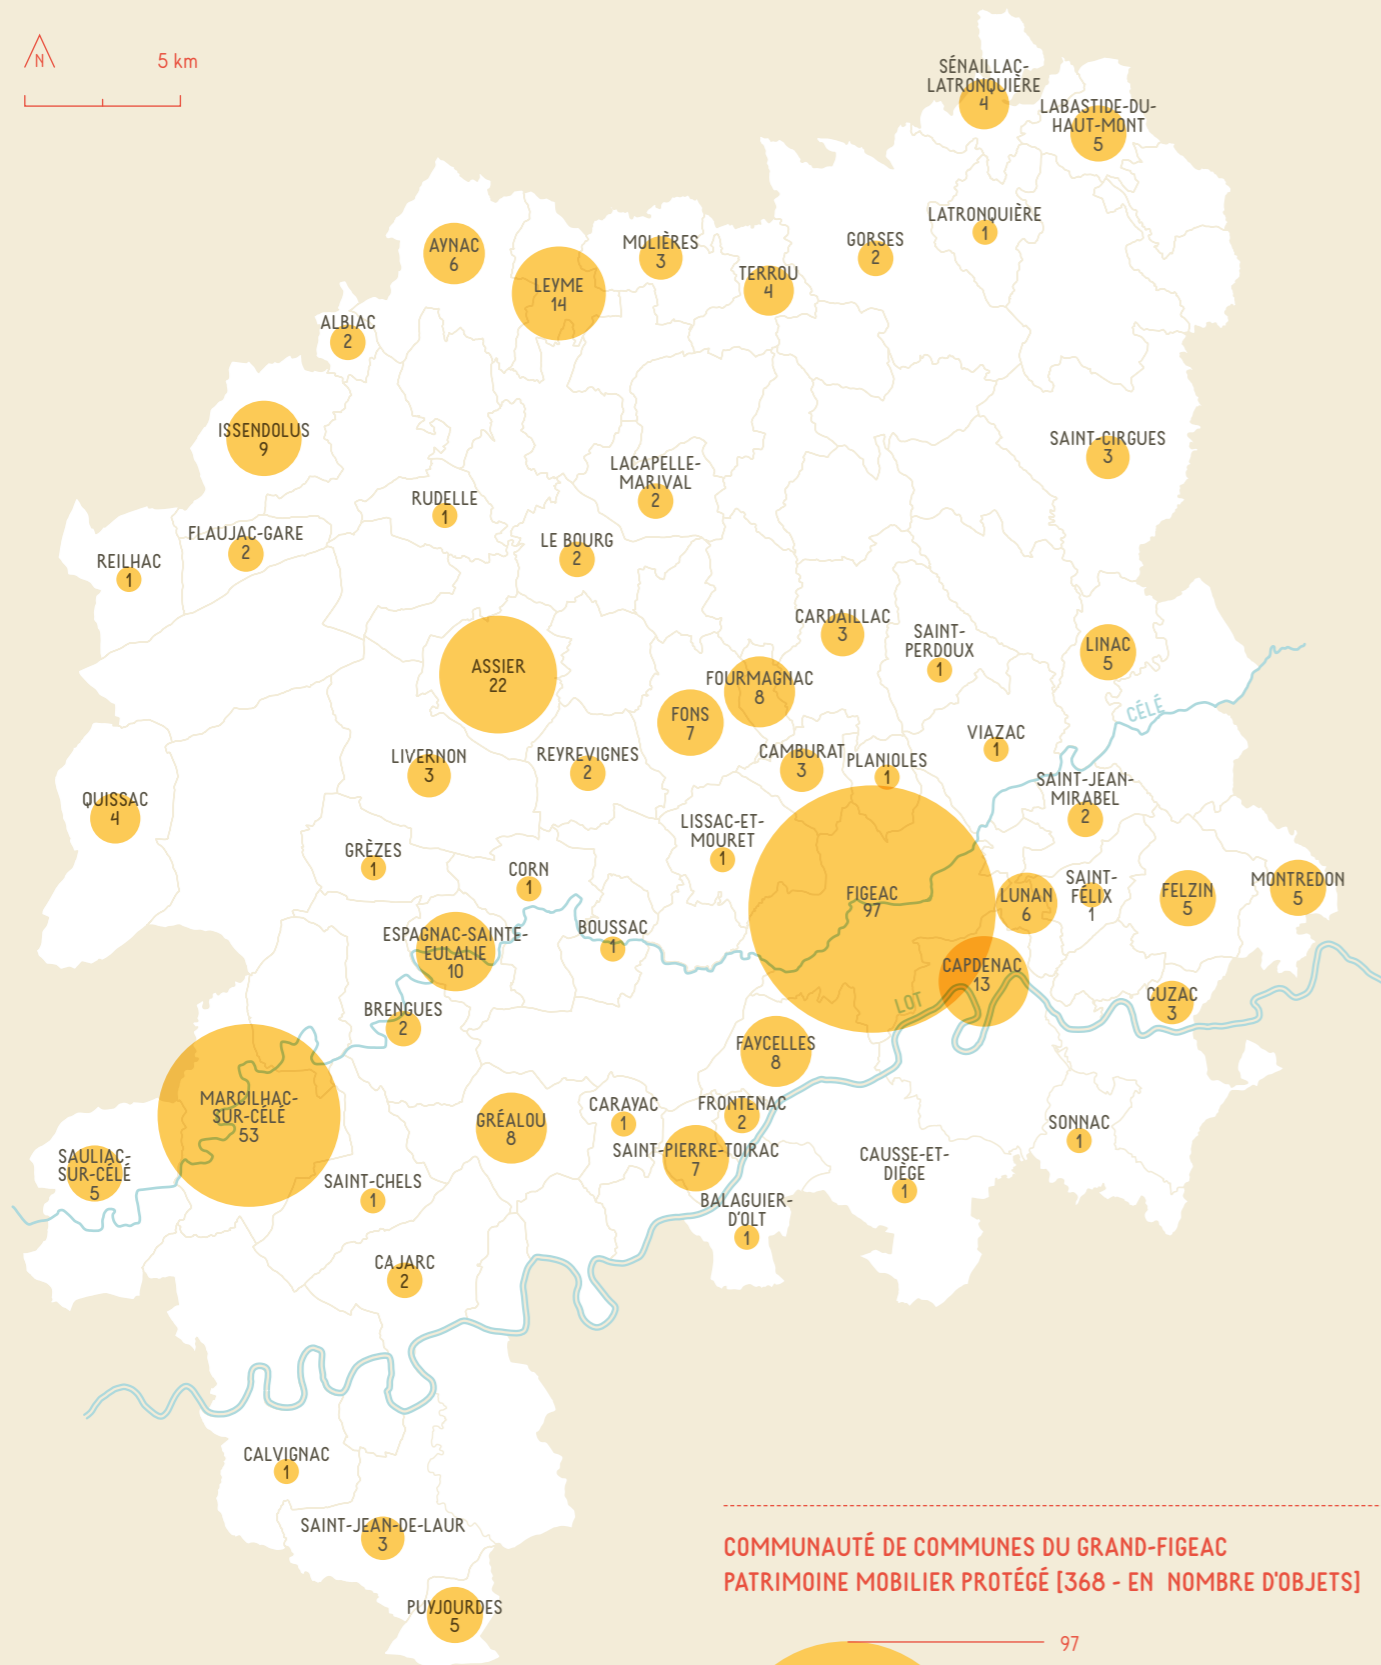 N
5 km
SÉNAILLAC-
LATRONQUIÈRE
4
LABASTIDE-DU-
HAUT-MONT
5
LATRONQUIÈRE
1
GORSES
2
MOLIÈRES
3
TERROU
4
AYNAC
6
LEYME
14
ALBIAC
2
ISSENDOLUS
9
SAINT-CIRGUES
3
LACAPELLE-
MARIVAL
2
RUDELLE
1
FLAUJAC-GARE
2
LE BOURG
2
REILHAC
1
CARDAILLAC
3
SAINT-
PERDOUX
1
LINAC
5
ASSIER
22
FOURMAGNAC
8
FONS
7
CÉLÉ
VIAZAC
1
LIVERNON
3
REYREVIGNES
2
CAMBURAT
3
PLANIOLES
1
SAINT-JEAN-
MIRABEL
2
QUISSAC
4
LISSAC-ET-
MOURET
1
GRÈZES
1
CORN
1
FIGEAC
97
LUNAN
6
SAINT-
FÉLIX
1
FELZIN
5
MONTREDON
5
ESPAGNAC-SAINTE-
EULALIE
10
BOUSSAC
1
CAPDENAC
13
LOT
CUZAC
3
BRENGUES
2
FAYCELLES
8
MARCILHAC-
SUR-CÉLÉ
53
GRÉALOU
8
CARAYAC
1
FRONTENAC
2
SONNAC
1
SAINT-PIERRE-TOIRAC
7
SAULIAC-
SUR-CÉLÉ
5
CAUSSE-ET-
DIÈGE
1
SAINT-CHELS
1
BALAGUIER-
D'OLT
1
CAJARC
2
CALVIGNAC
1
SAINT-JEAN-DE-LAUR
3
PUYJOURDES
5
COMMUNAUTÉ DE COMMUNES DU GRAND-FIGEAC
PATRIMOINE MOBILIER PROTÉGÉ [368 - EN NOMBRE D'OBJETS]
97